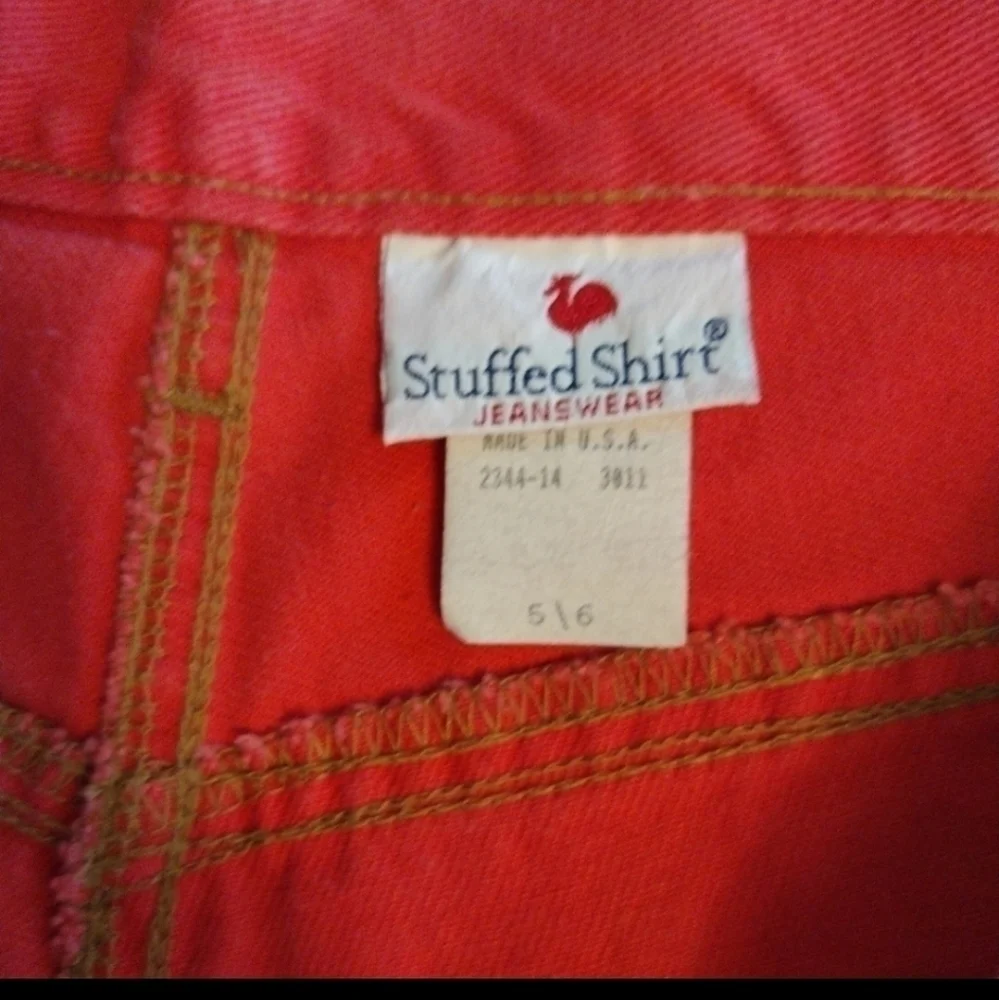 Stuffed Shirt®
JEANSWEAR
MADE IN U.S.A.
2344-14 3011
5\6